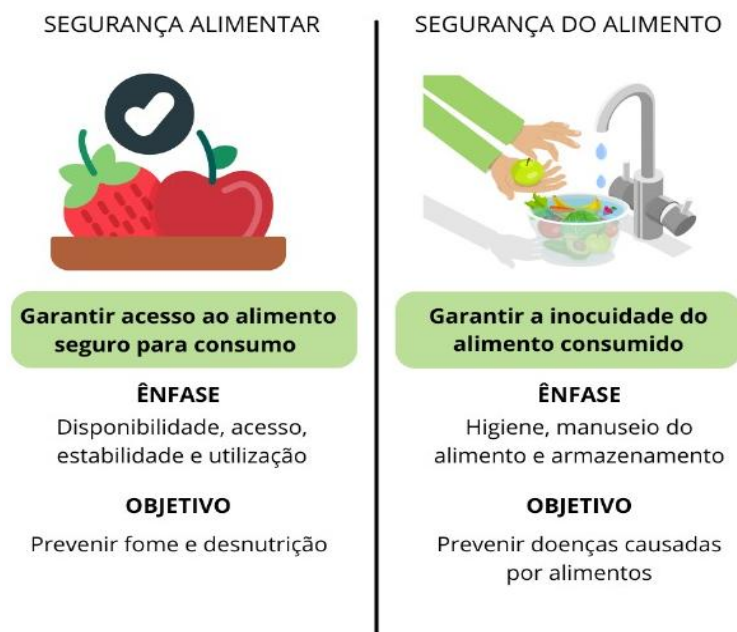 SEGURANÇA ALIMENTAR
Garantir acesso ao alimento
seguro para consumo
ÊNFASE
Disponibilidade, acesso,
estabilidade e utilização
OBJETIVO
Prevenir fome e desnutrição
SEGURANÇA DO ALIMENTO
Garantir a inocuidade do
alimento consumido
ÊNFASE
Higiene, manuseio do
alimento e armazenamento
OBJETIVO
Prevenir doenças causadas
por alimentos